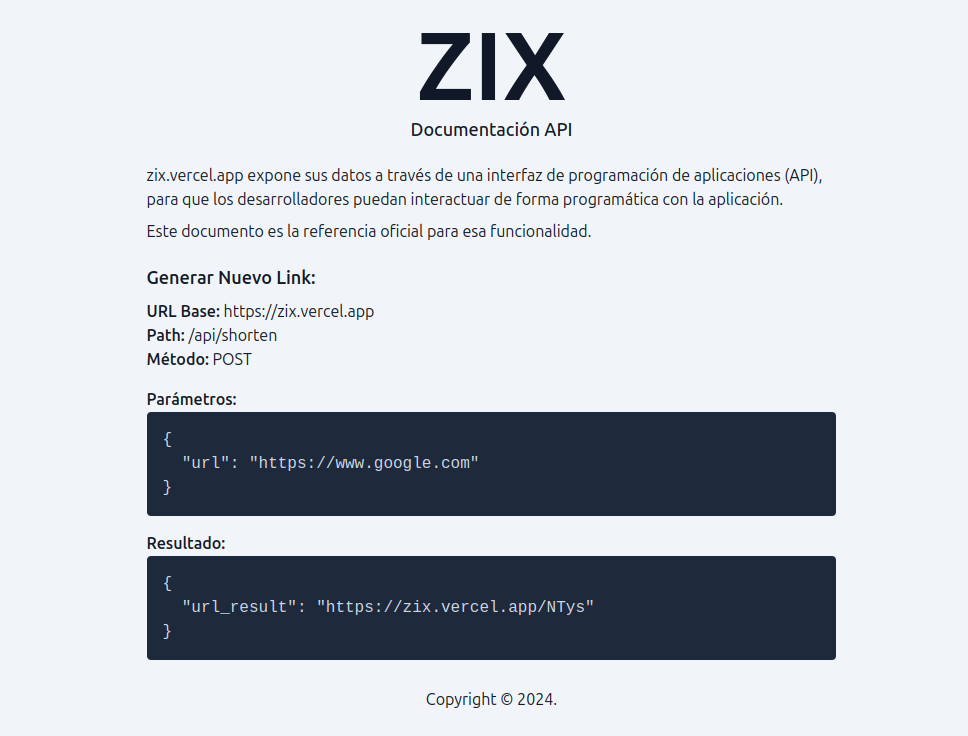 ZIX
Documentación API
zix.vercel.app expone sus datos a través de una interfaz de programación de aplicaciones (API),
para que los desarrolladores puedan interactuar de forma programática con la aplicación.
Este documento es la referencia oficial para esa funcionalidad.
Generar Nuevo Link:
URL Base: https://zix.vercel.app
Path: /api/shorten
Método: POST
Parámetros:
{
  "url": "https://www.google.com"
}
Resultado:
{
  "url_result": "https://zix.vercel.app/NTys"
}
Copyright © 2024.